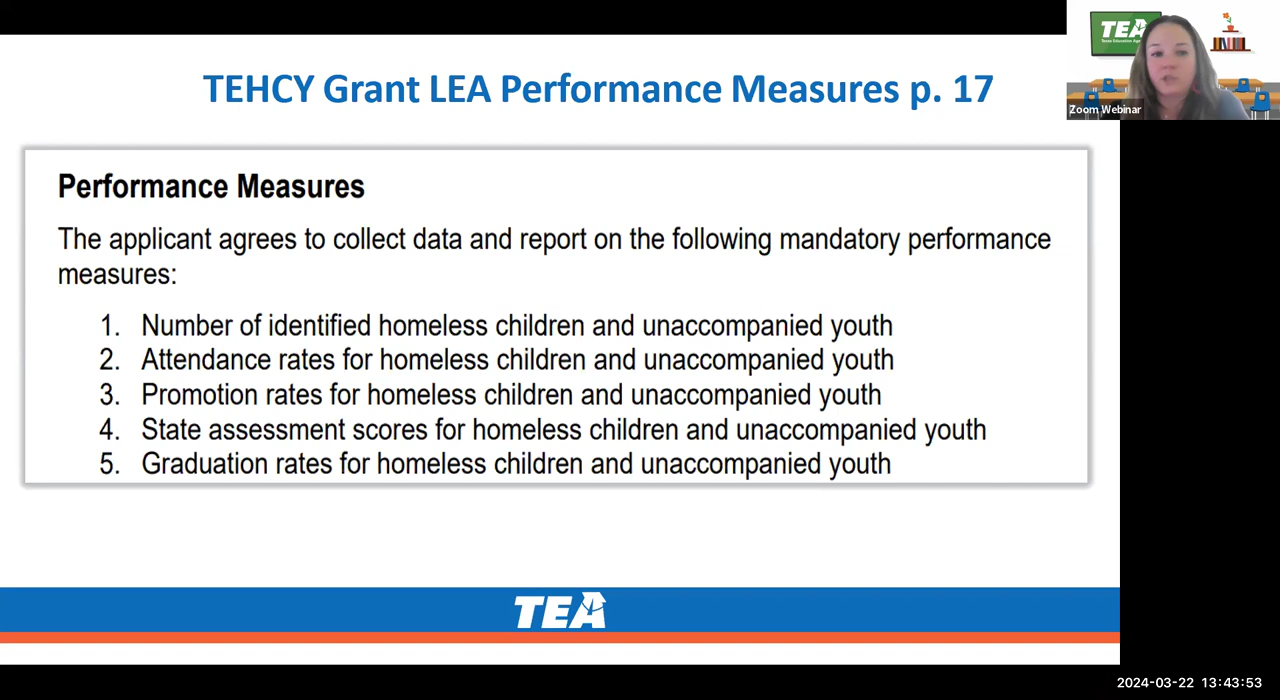 TEHCY Grant LEA Performance Measures p. 17
TEA
Zoom Webinar
Performance Measures
The applicant agrees to collect data and report on the following mandatory performance
measures:
1. Number of identified homeless children and unaccompanied youth
2. Attendance rates for homeless children and unaccompanied youth
3. Promotion rates for homeless children and unaccompanied youth
4. State assessment scores for homeless children and unaccompanied youth
5. Graduation rates for homeless children and unaccompanied youth
TEA
2024-03-22 13:43:53